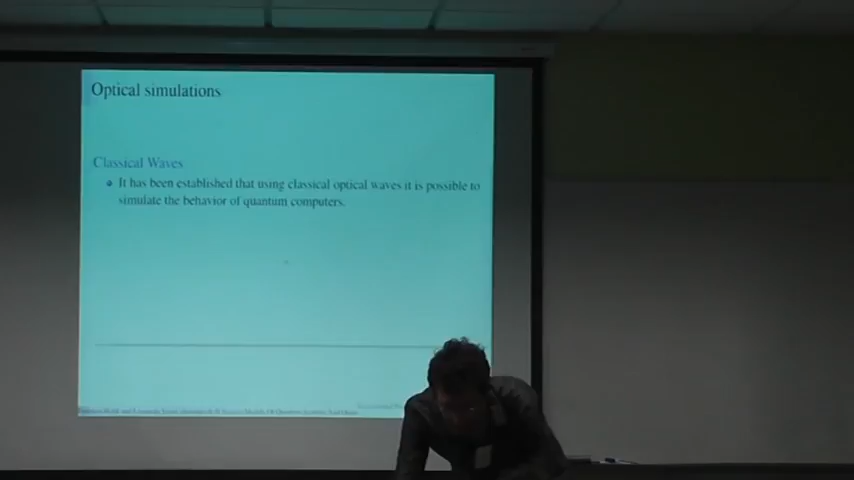 Optical simulations
Classical Waves
It has been established that using classical optical waves it is possible to
simulate the behavior of quantum computers.